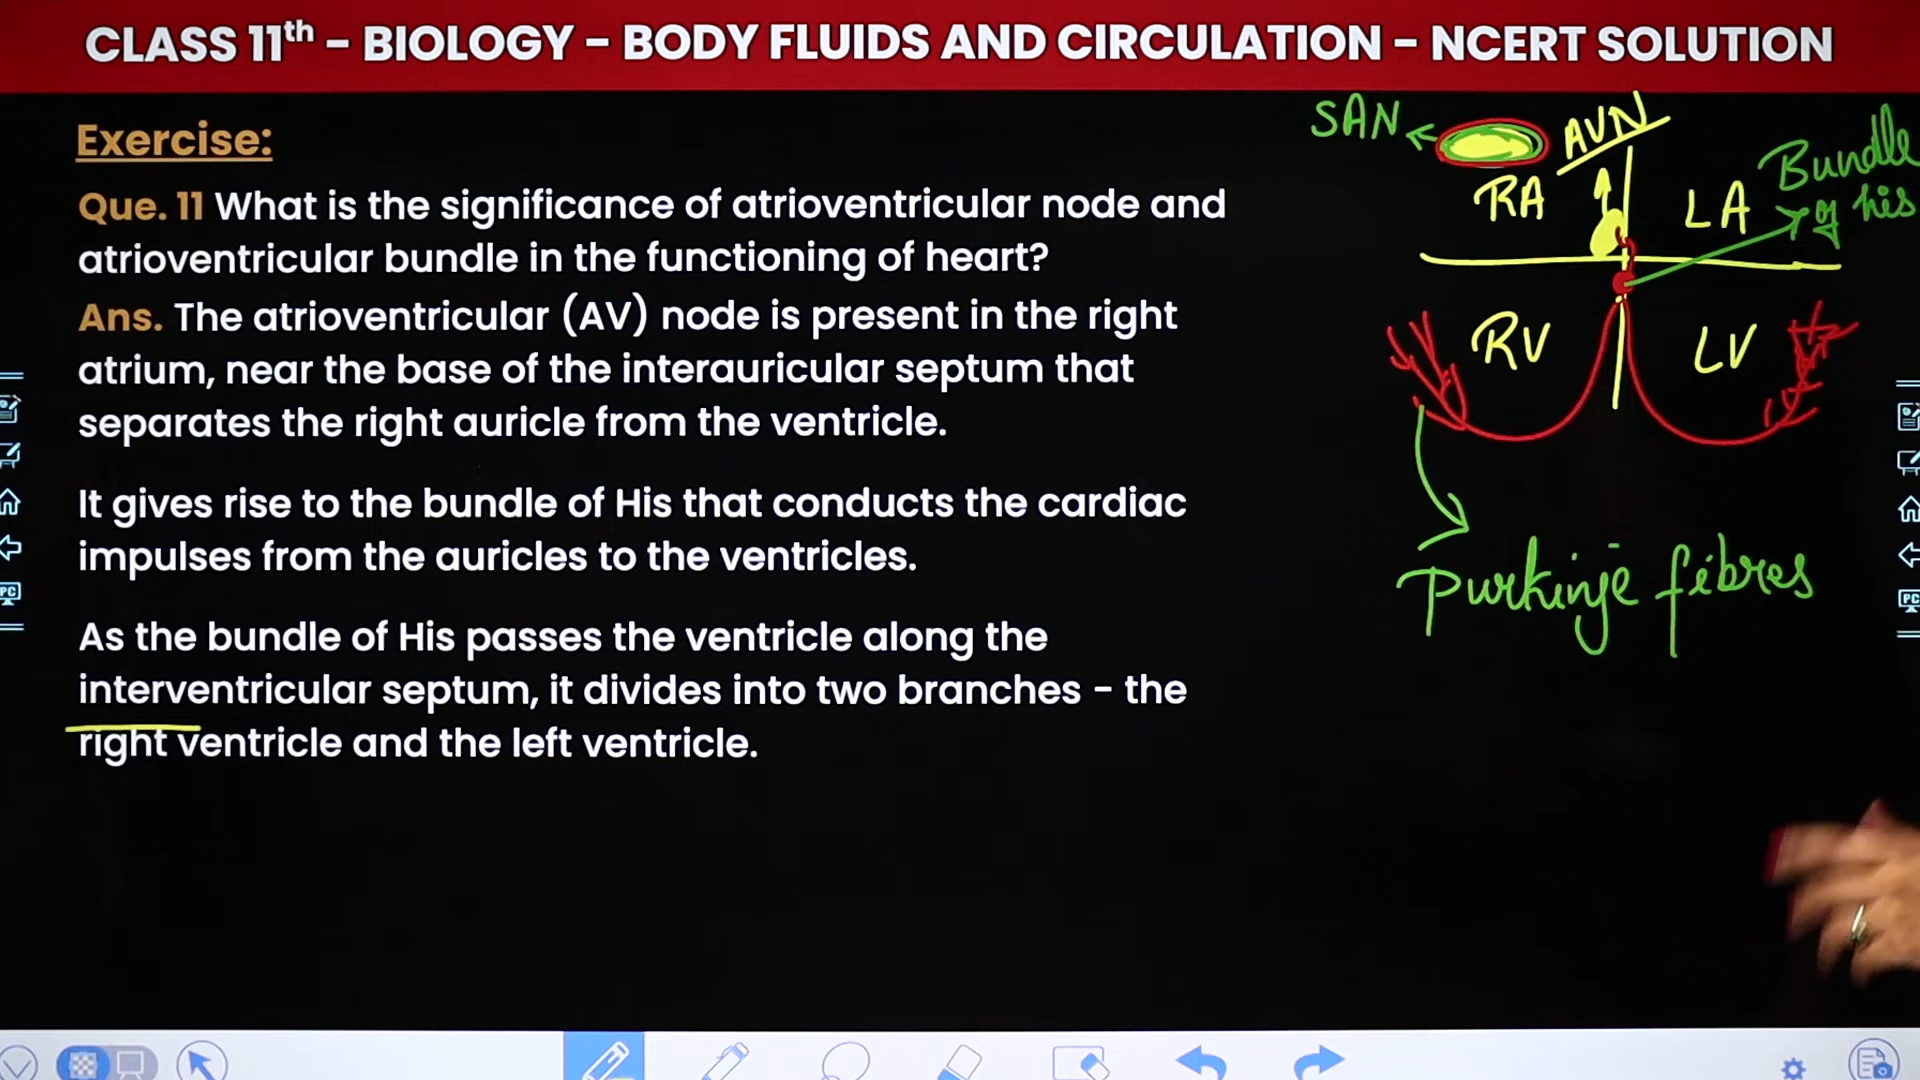 CLASS 11th - BIOLOGY - BODY FLUIDS AND CIRCULATION - NCERT SOLUTION
Exercise:
Que. 11 What is the significance of atrioventricular node and
atrioventricular bundle in the functioning of heart?
Ans. The atrioventricular (AV) node is present in the right
atrium, near the base of the interauricular septum that
separates the right auricle from the ventricle.
It gives rise to the bundle of His that conducts the cardiac
impulses from the auricles to the ventricles.
As the bundle of His passes the ventricle along the
interventricular septum, it divides into two branches - the
right ventricle and the left ventricle.
SAN
AVN
Bundle
of his
RA
LA
RV
LV
Purkinje fibres
PC
PC